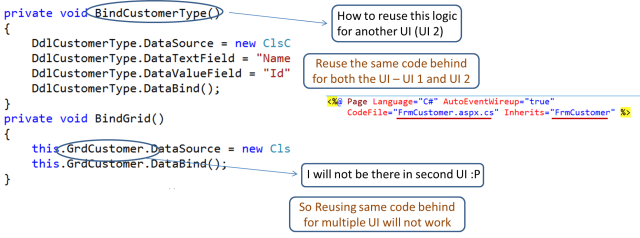 private void BindCustomerType()
{
DdlCustomerType.DataSource = new ClsC
DdlCustomerType.DataTextField = "Name
DdlCustomerType.DataValueField = "Id"
DdlCustomerType.DataBind();
}
private void BindGrid()
{
this.GrdCustomer.DataSource = new Cls
this.GrdCustomer.DataBind();
}
How to reuse this logic
for another UI (UI 2)
Reuse the same code behind
for both the UI – UI 1 and UI 2
<%@ Page Language="C#" AutoEventWireup="true"
CodeFile="FrmCustomer.aspx.cs" Inherits="FrmCustomer" %>
I will not be there in second UI :P
So Reusing same code behind
for multiple UI will not work